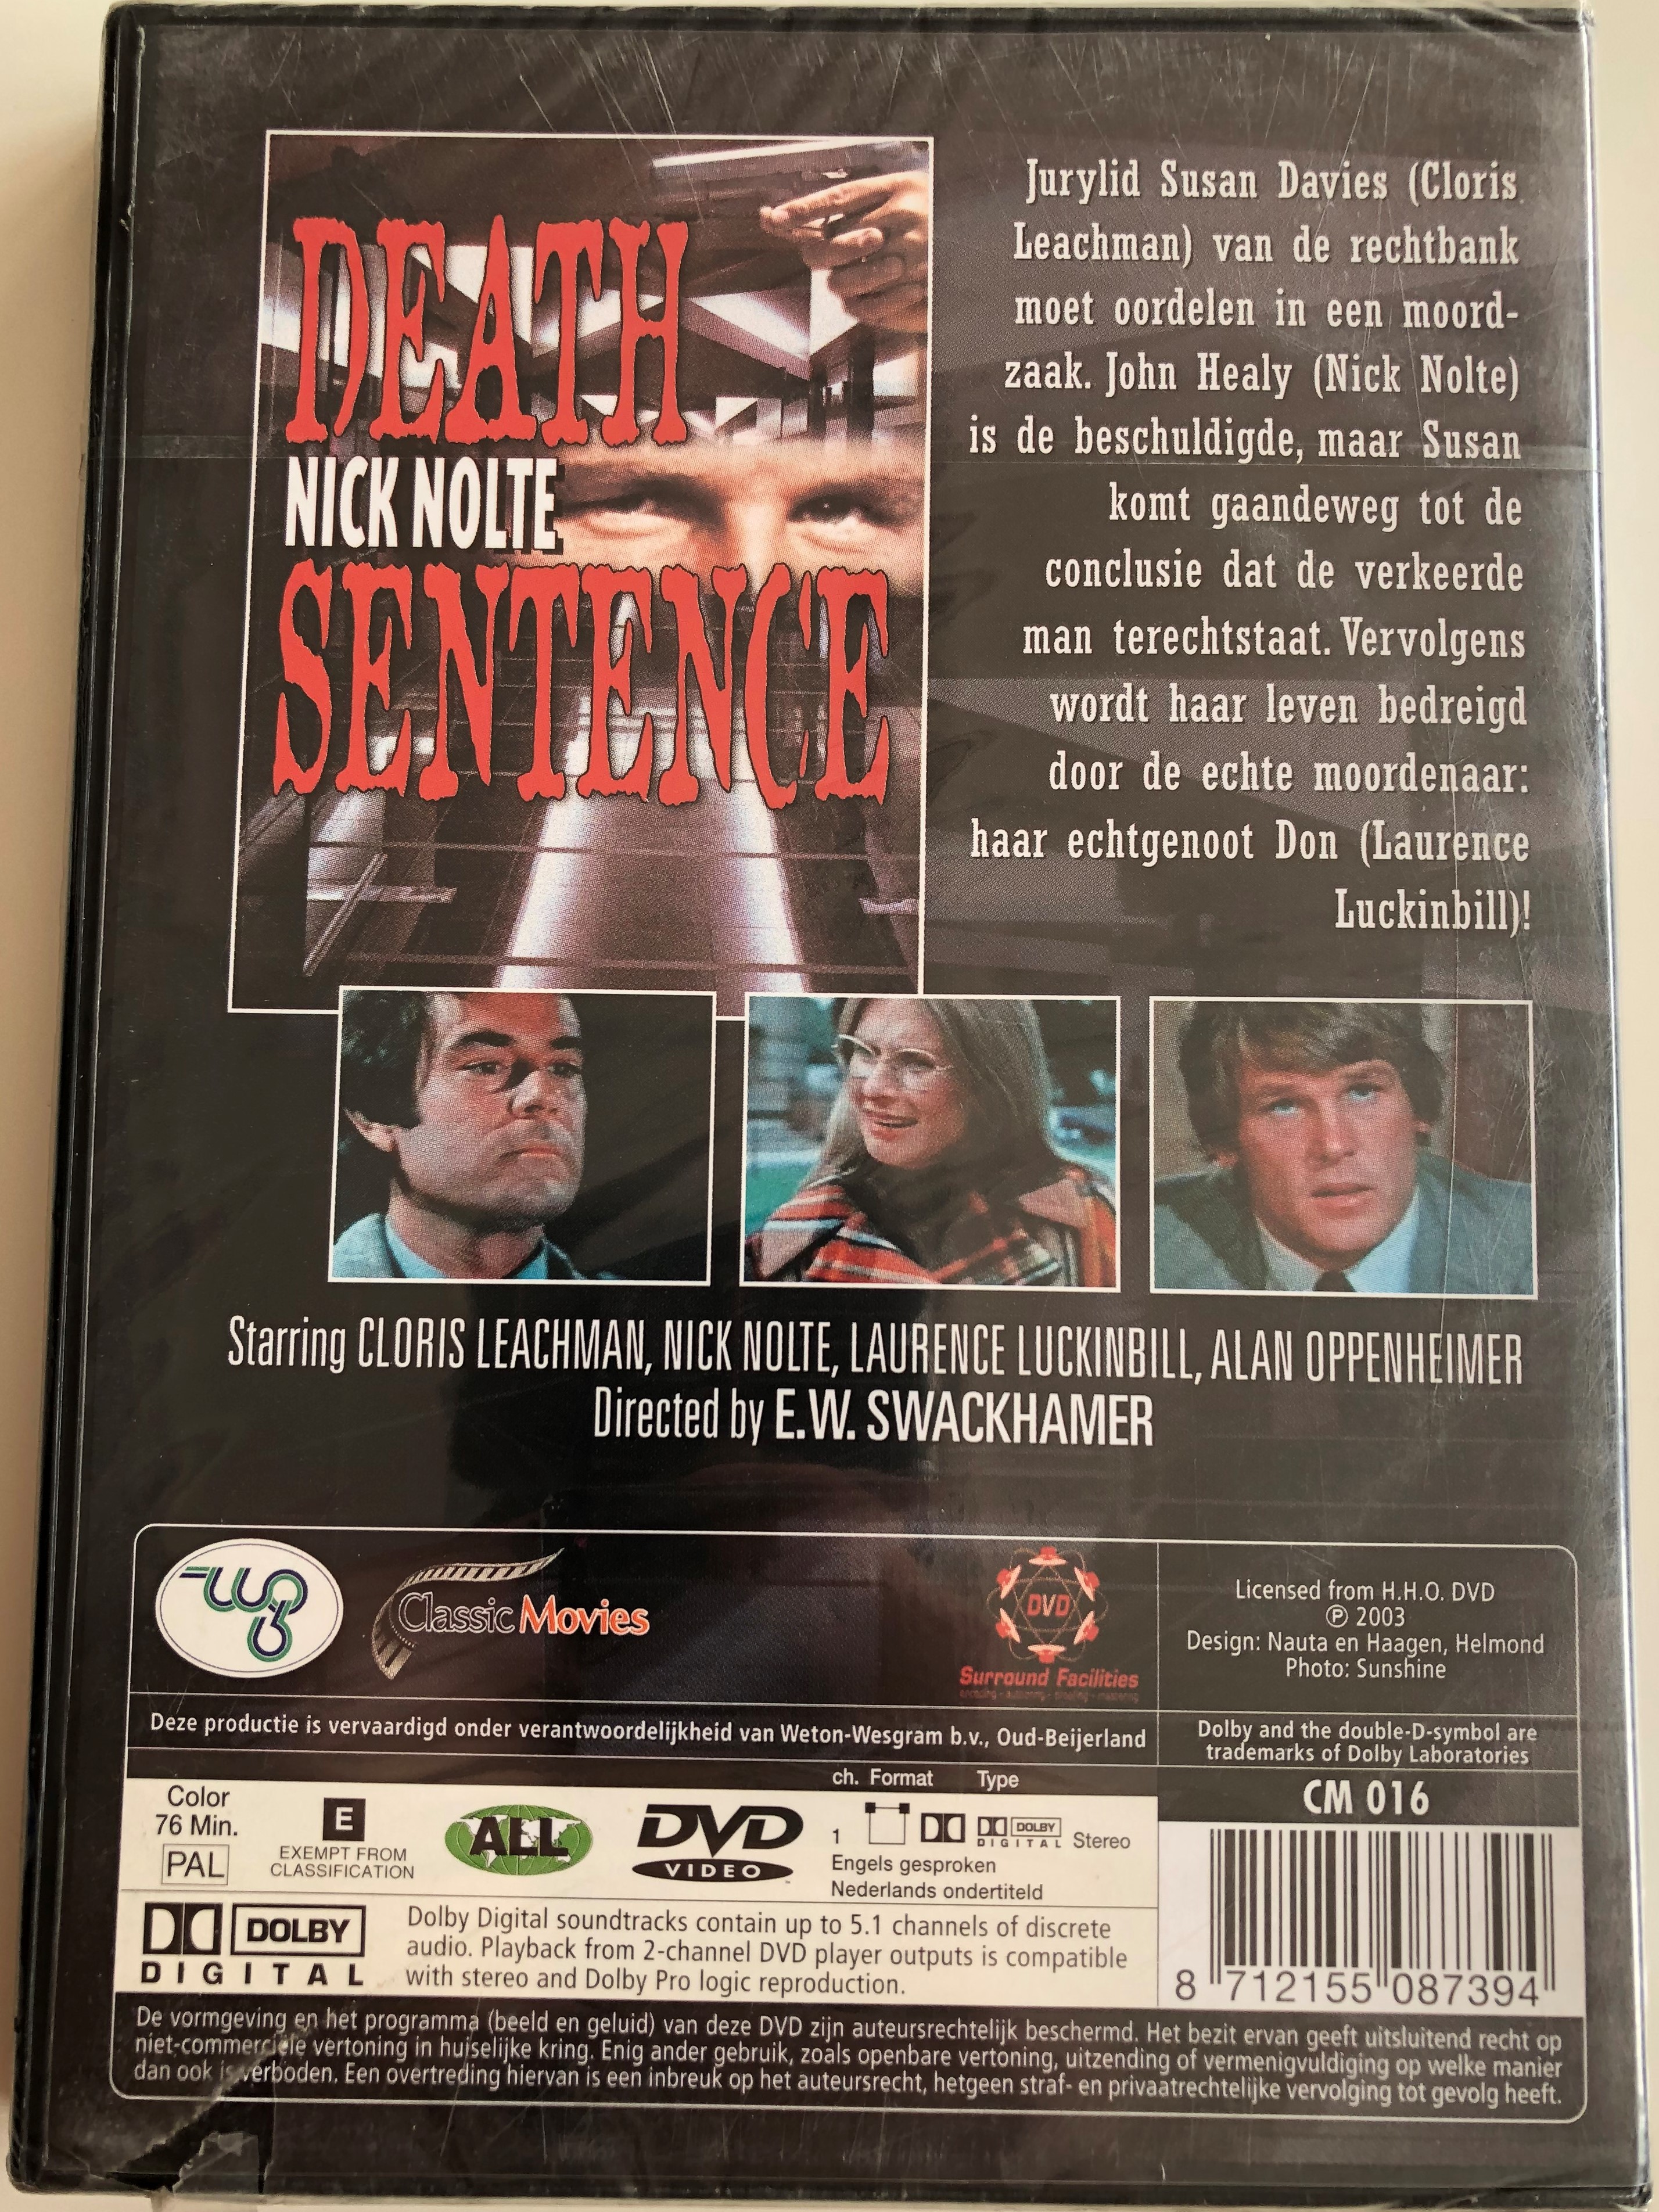 DEATH
NICK NOLTE
SENTENCE
Jurylid Susan Davies (Cloris
Leachman) van de rechtbank
moet oordelen in een moord-
zaak. John Healy (Nick Nolte)
is de beschuldigde, maar Susan
komt gaandeweg tot de
conclusie dat de verkeerde
man terechtstaat. Vervolgens
wordt haar leven bedreigd
door de echte moordenaar:
haar echtgenoot Don (Laurence
Luckinbill)!
Starring CLORIS LEACHMAN, NICK NOLTE, LAURENCE LUCKINBILL, ALAN OPPENHEIMER
Directed by E.W. SWACKHAMER
Classic Movies
DVD
Surround Facilities
Licensed from H.H.O. DVD
℗ 2003
Design: Nauta en Haagen, Helmond
Photo: Sunshine
Deze productie is vervaardigd onder verantwoordelijkheid van Weton-Wesgram b.v., Oud-Beijerland
Dolby and the double-D-symbol are
trademarks of Dolby Laboratories
ch. Format Type
CM 016
Color
76 Min.
PAL
E
EXEMPT FROM
CLASSIFICATION
ALL
DVD
VIDEO
1 DOLBY DIGITAL Stereo
Engels gesproken
Nederlands ondertiteld
DOLBY
DIGITAL
Dolby Digital soundtracks contain up to 5.1 channels of discrete
audio. Playback from 2-channel DVD player outputs is compatible
with stereo and Dolby Pro logic reproduction.
8 712155 087394
De vormgeving en het programma (beeld en geluid) van deze DVD zijn auteursrechtelijk beschermd. Het bezit ervan geeft uitsluitend recht op
niet-commerciële vertoning in huiselijke kring. Enig ander gebruik, zoals openbare vertoning, uitzending of vermenigvuldiging op welke manier
dan ook is verboden. Een overtreding hiervan is een inbreuk op het auteursrecht, hetgeen straf- en privaatrechtelijke vervolging tot gevolg heeft.